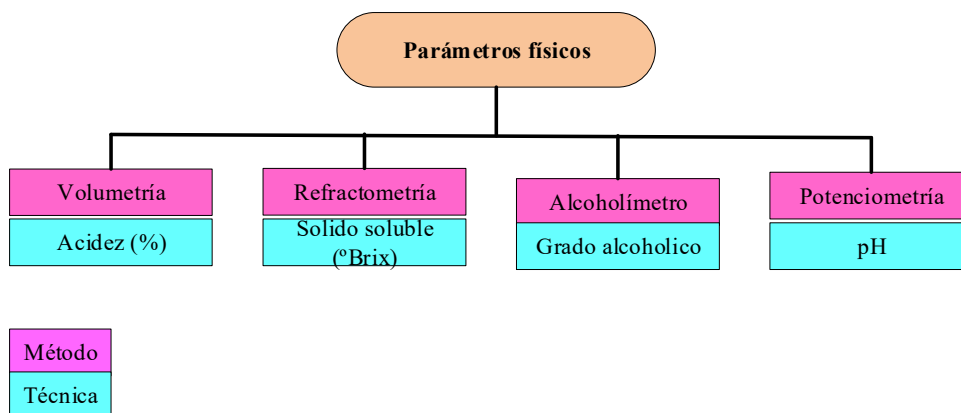 Parámetros físicos
Volumetría
Acidez (%)
Refractometría
Solido soluble
(ºBrix)
Alcoholímetro
Grado alcoholico
Potenciometría
pH
Método
Técnica